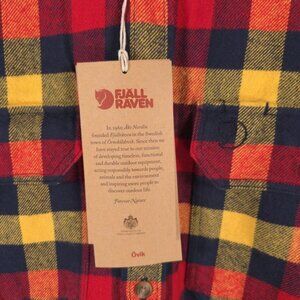 FJÄLL
RÄVEN
In 1960 Åke Nordin
founded Fjällräven in the Swedish
town of Örnsköldsvik. Since then we
have stayed true to our mission
of developing timeless, functional
and durable outdoor equipment,
acting responsibly towards people,
animals and the environment
and inspiring more people to
discover outdoor life.
Forever Nature
Övik